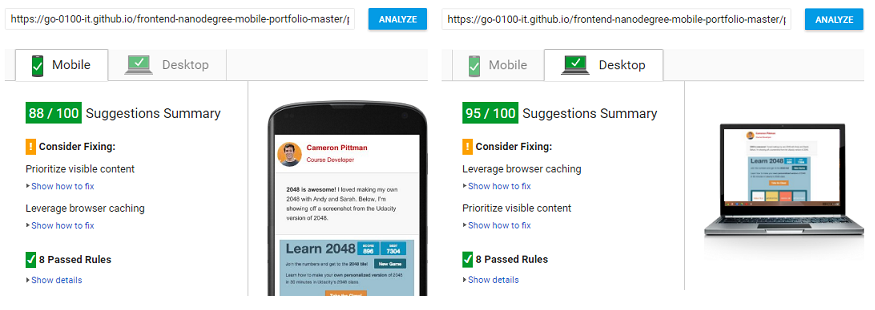 https://go-0100-it.github.io/frontend-nanodegree-mobile-portfolio-master/p
ANALYZE
Mobile
Desktop
88 / 100 Suggestions Summary
! Consider Fixing:
Prioritize visible content
Show how to fix
Leverage browser caching
Show how to fix
8 Passed Rules
Show details
Cameron Pittman
Course Developer
2048 is awesome! I loved making my own
2048 with Andy and Sarah. Below, I'm
showing off a screenshot from the Udacity
version of 2048.
Learn 2048
SCORE
896
BEST
7304
Join the numbers and get to the 2048 tile!
New Game
Learn how to make your own personalized version of 2048
in 30 minutes in Udacity's 2048 class.
https://go-0100-it.github.io/frontend-nanodegree-mobile-portfolio-master/p
ANALYZE
Mobile
Desktop
95 / 100 Suggestions Summary
! Consider Fixing:
Leverage browser caching
Show how to fix
Prioritize visible content
Show how to fix
8 Passed Rules
Show details
Learn 2048